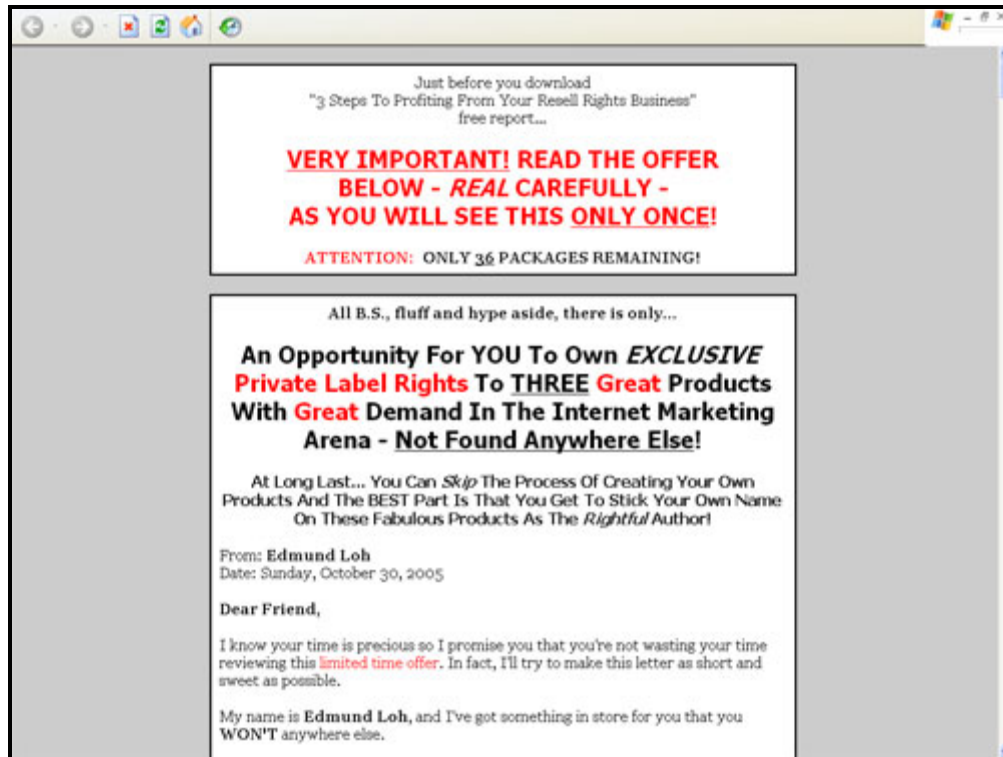 Just before you download
"3 Steps To Profiting From Your Resell Rights Business"
free report...
VERY IMPORTANT! READ THE OFFER
BELOW - REAL CAREFULLY -
AS YOU WILL SEE THIS ONLY ONCE!
ATTENTION: ONLY 36 PACKAGES REMAINING!
All B.S., fluff and hype aside, there is only...
An Opportunity For YOU To Own EXCLUSIVE
Private Label Rights To THREE Great Products
With Great Demand In The Internet Marketing
Arena - Not Found Anywhere Else!
At Long Last... You Can Skip The Process Of Creating Your Own
Products And The BEST Part Is That You Get To Stick Your Own Name
On These Fabulous Products As The Rightful Author!
From: Edmund Loh
Date: Sunday, October 30, 2005
Dear Friend,
I know your time is precious so I promise you that you're not wasting your time
reviewing this limited time offer. In fact, I'll try to make this letter as short and
sweet as possible.
My name is Edmund Loh, and I've got something in store for you that you
WON'T anywhere else.